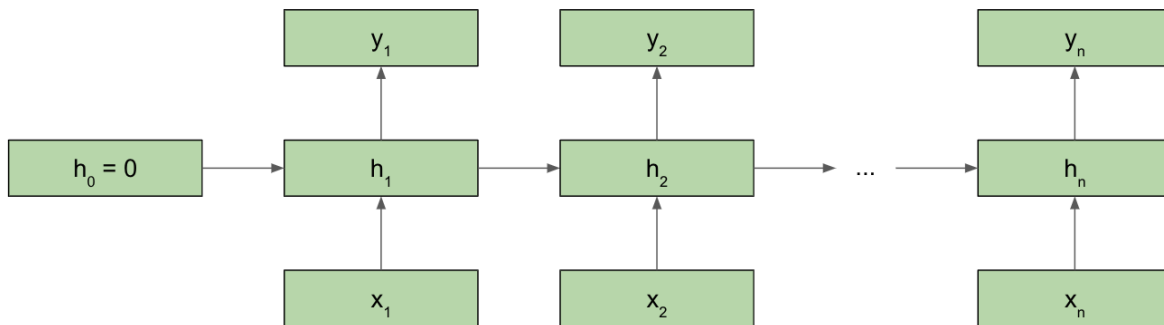 y₁ y₂ yₙ
h₀ = 0 h₁ h₂ ... hₙ
x₁ x₂ xₙ